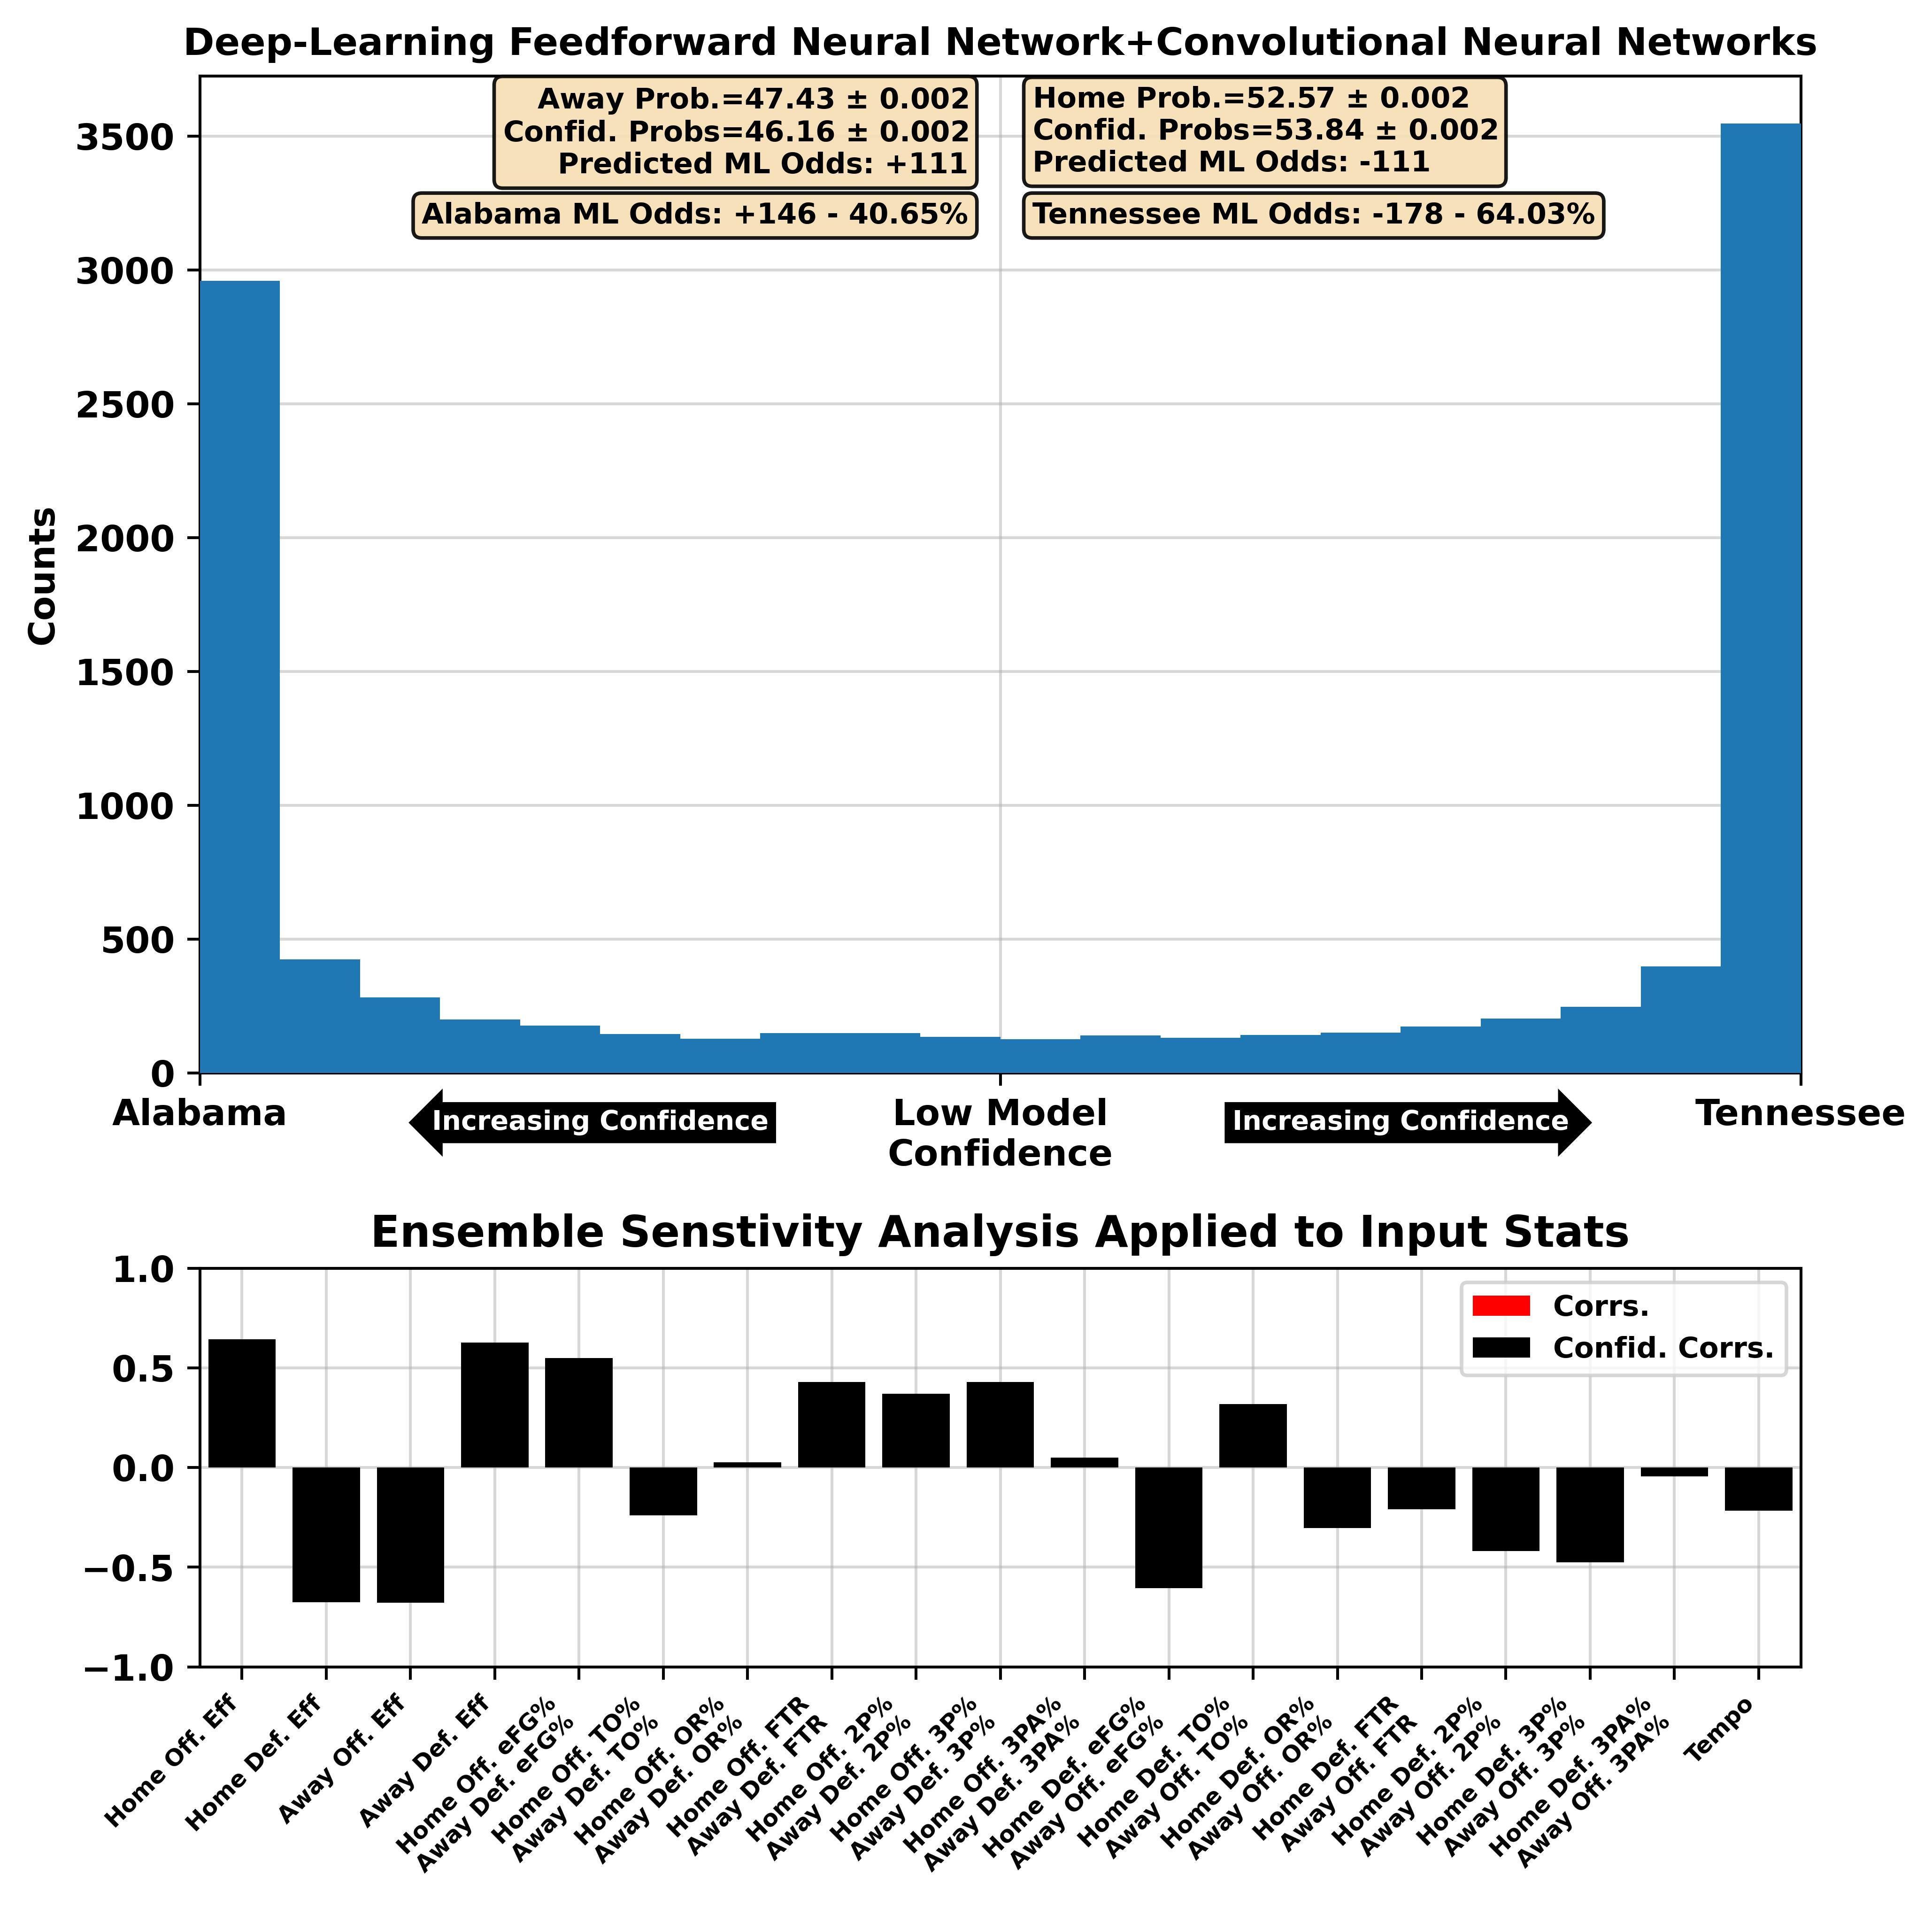 Deep-Learning Feedforward Neural Network+Convolutional Neural Networks
Away Prob.=47.43 ± 0.002
Confid. Probs=46.16 ± 0.002
Predicted ML Odds: +111
Alabama ML Odds: +146 - 40.65%
Home Prob.=52.57 ± 0.002
Confid. Probs=53.84 ± 0.002
Predicted ML Odds: -111
Tennessee ML Odds: -178 - 64.03%
Counts
3500
3000
2500
2000
1500
1000
500
0
Alabama
Increasing Confidence
Low Model
Confidence
Increasing Confidence
Tennessee
Ensemble Senstivity Analysis Applied to Input Stats
1.0
0.5
0.0
−0.5
−1.0
Corrs.
Confid. Corrs.
Home Off. Eff
Home Def. Eff
Away Off. Eff
Away Def. Eff
Home Off. eFG%
Away Def. eFG%
Home Off. TO%
Away Def. TO%
Home Off. OR%
Away Def. OR%
Home Off. FTR
Away Def. FTR
Home Off. 2P%
Away Def. 2P%
Home Off. 3P%
Away Def. 3P%
Home Off. 3PA%
Away Def. 3PA%
Home Def. eFG%
Away Off. eFG%
Home Def. TO%
Away Off. TO%
Home Def. OR%
Away Off. OR%
Home Def. FTR
Away Off. FTR
Home Def. 2P%
Away Off. 2P%
Home Def. 3P%
Away Off. 3P%
Home Def. 3PA%
Away Off. 3PA%
Tempo